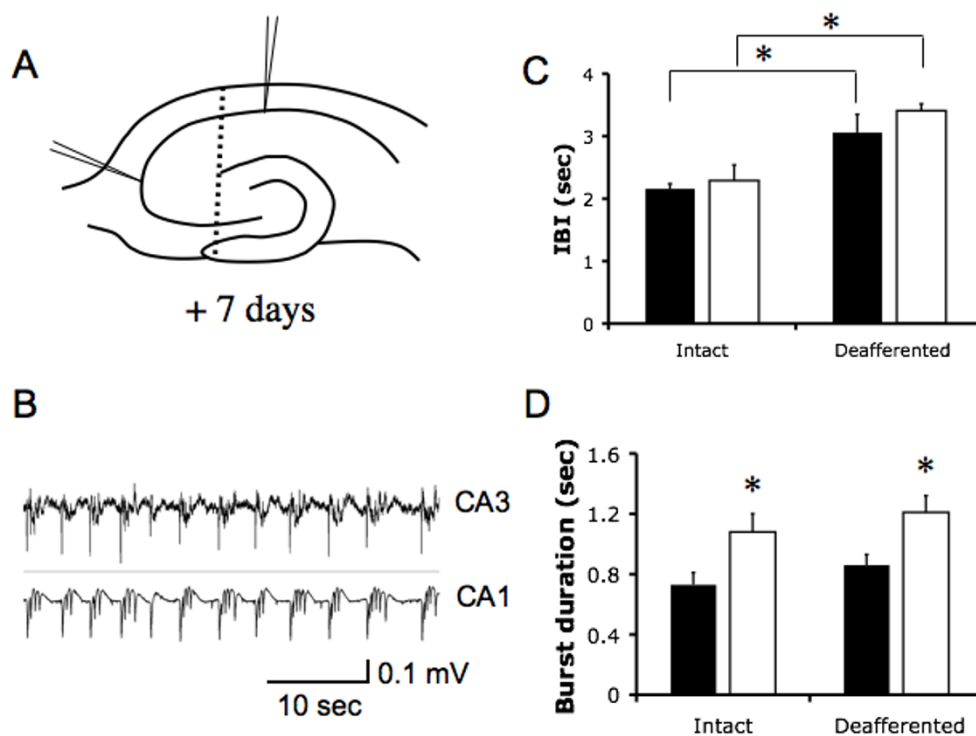 A
+ 7 days
B
CA3
CA1
0.1 mV
10 sec
C
*
*
IBI (sec)
4
3
2
1
0
Intact Deafferented
D
Burst duration (sec)
1.6
1.2
0.8
0.4
0
*
*
Intact Deafferented